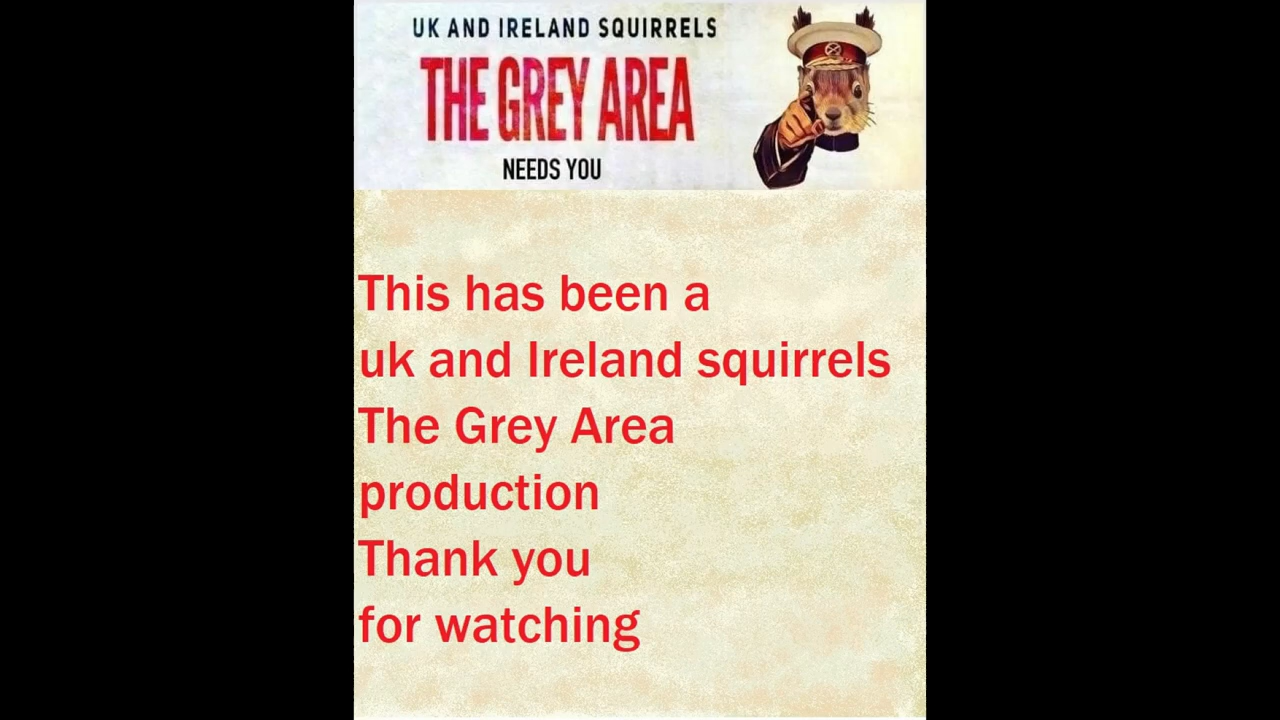 UK AND IRELAND SQUIRRELS
THE GREY AREA
NEEDS YOU
This has been a
uk and Ireland squirrels
The Grey Area
production
Thank you
for watching